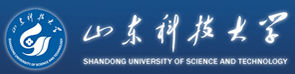 山东科技大学
SHANDONG UNIVERSITY OF SCIENCE AND TECHNOLOGY